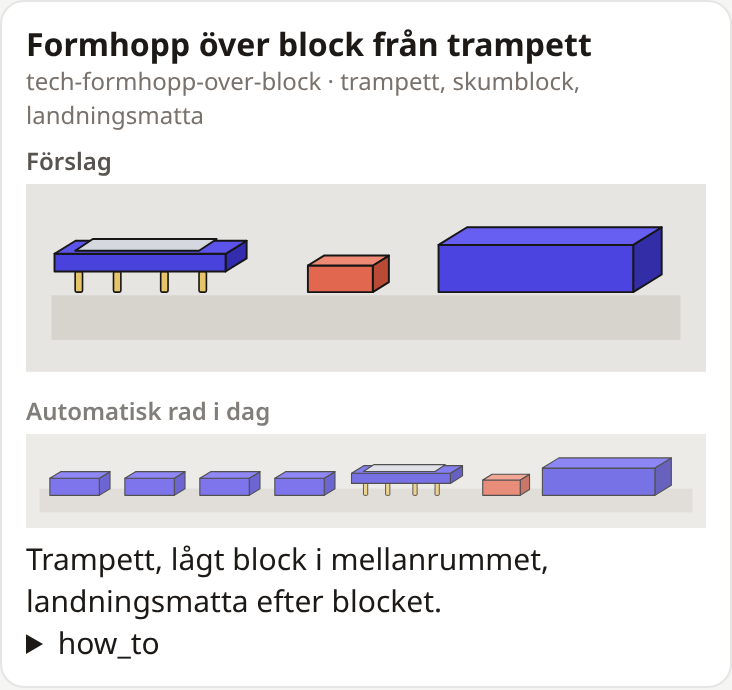 Formhopp över block från trampett
tech-formhopp-over-block · trampett, skumblock,
landningsmatta
Förslag
Automatisk rad i dag
Trampett, lågt block i mellanrummet,
landningsmatta efter blocket.
▶ how_to